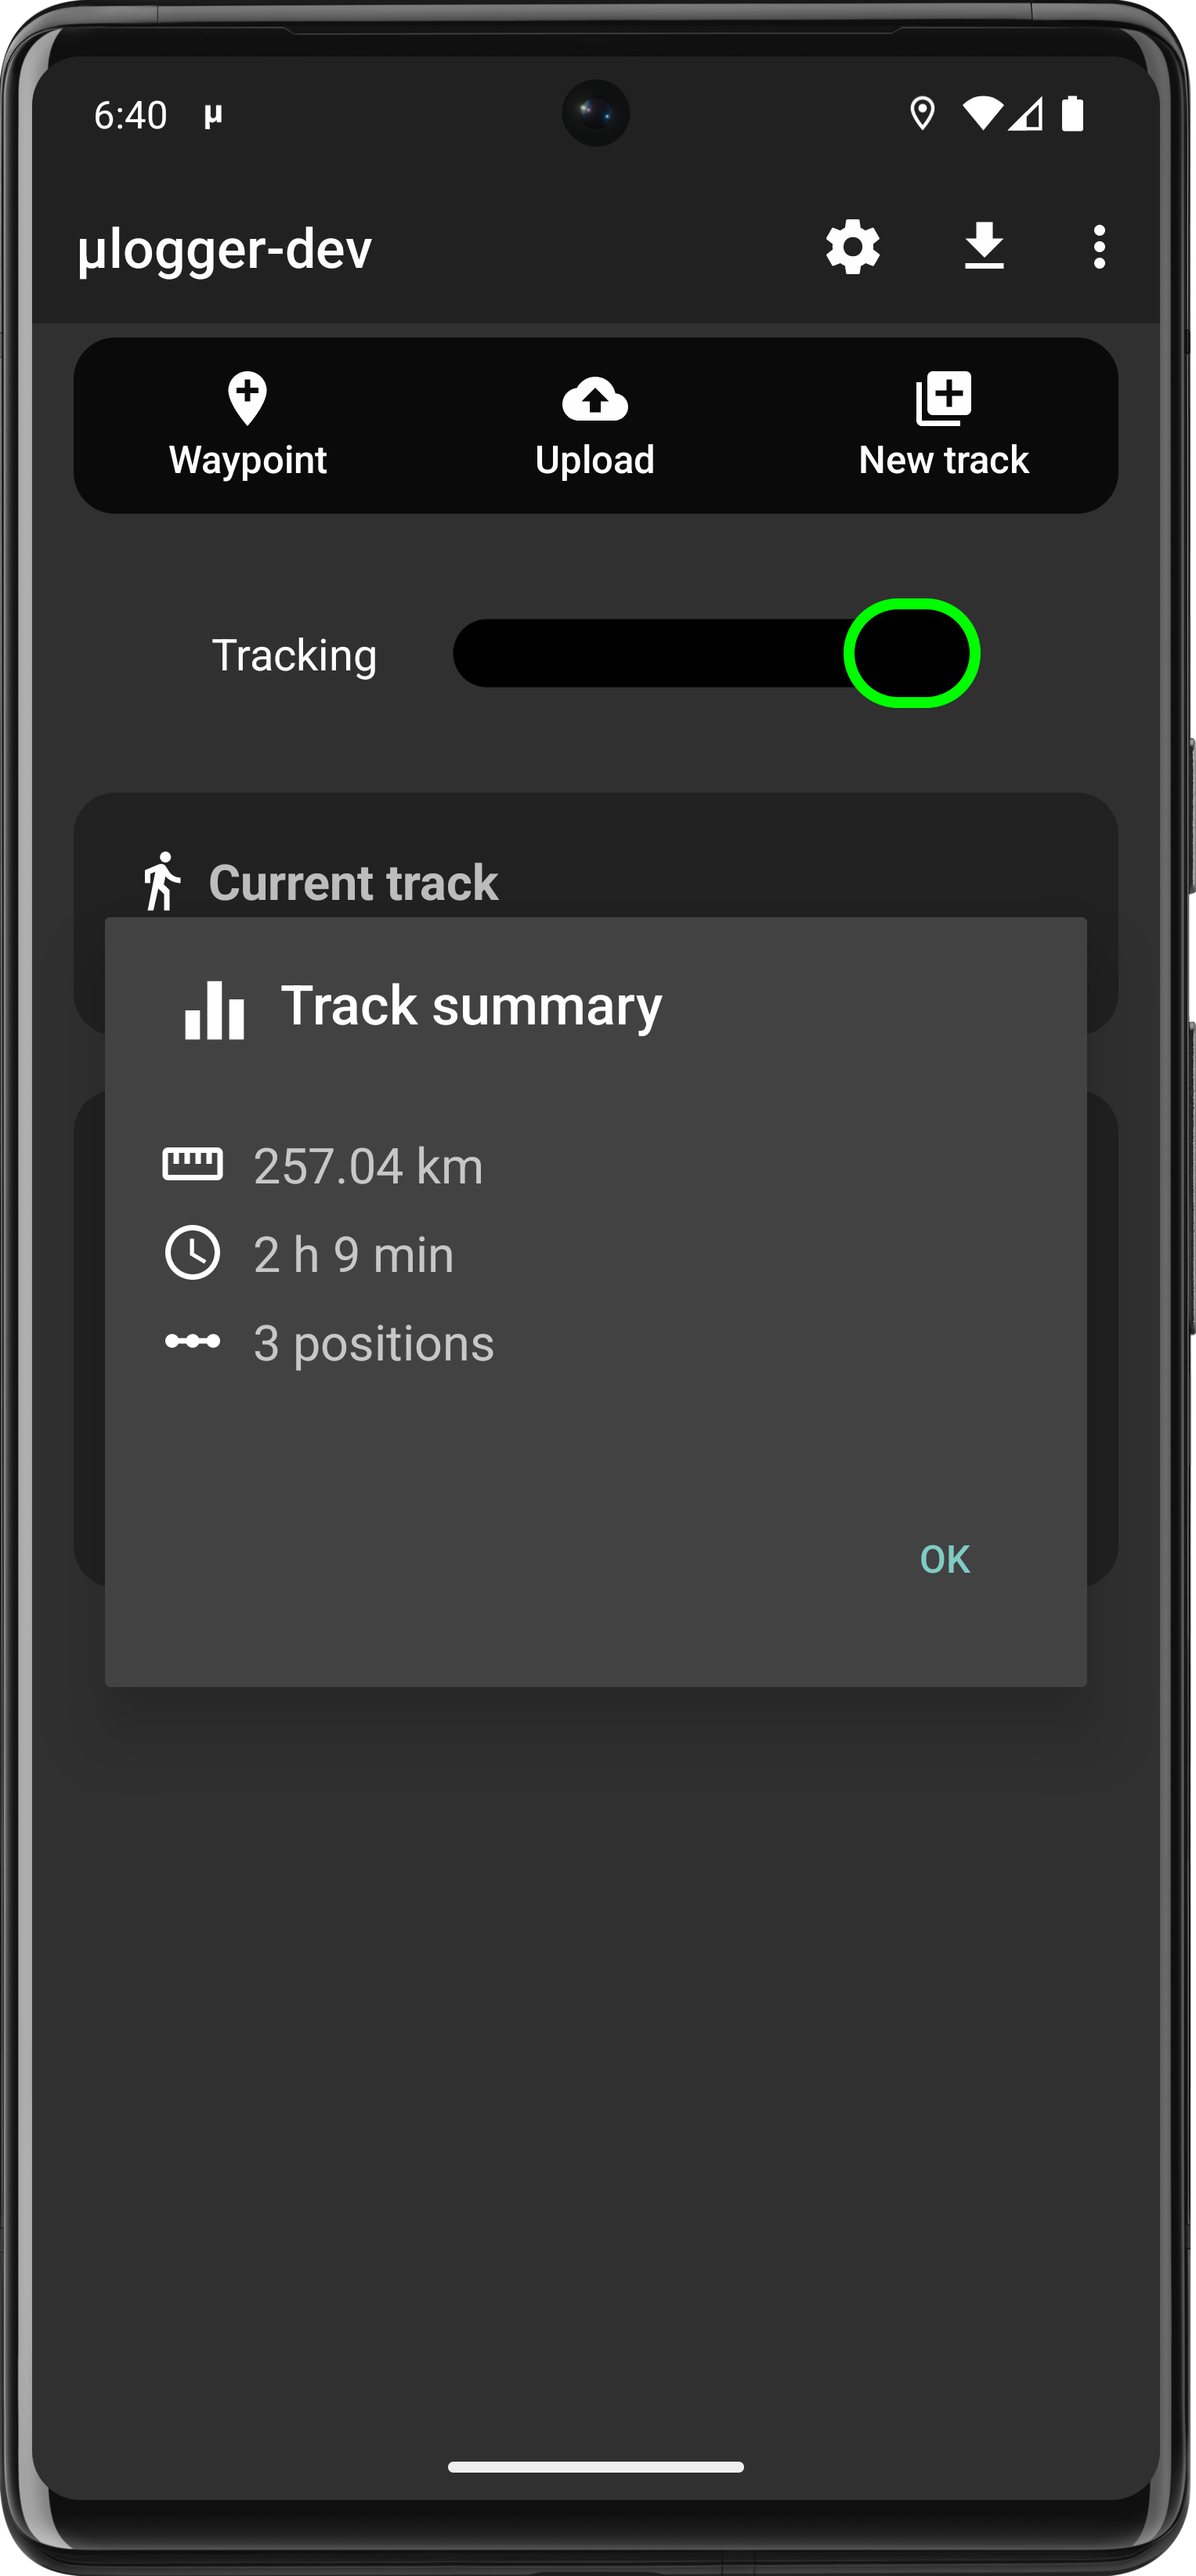 6:40 µ
µlogger-dev
Waypoint Upload New track
Tracking
Current track
Track summary
257.04 km
2 h 9 min
3 positions
OK